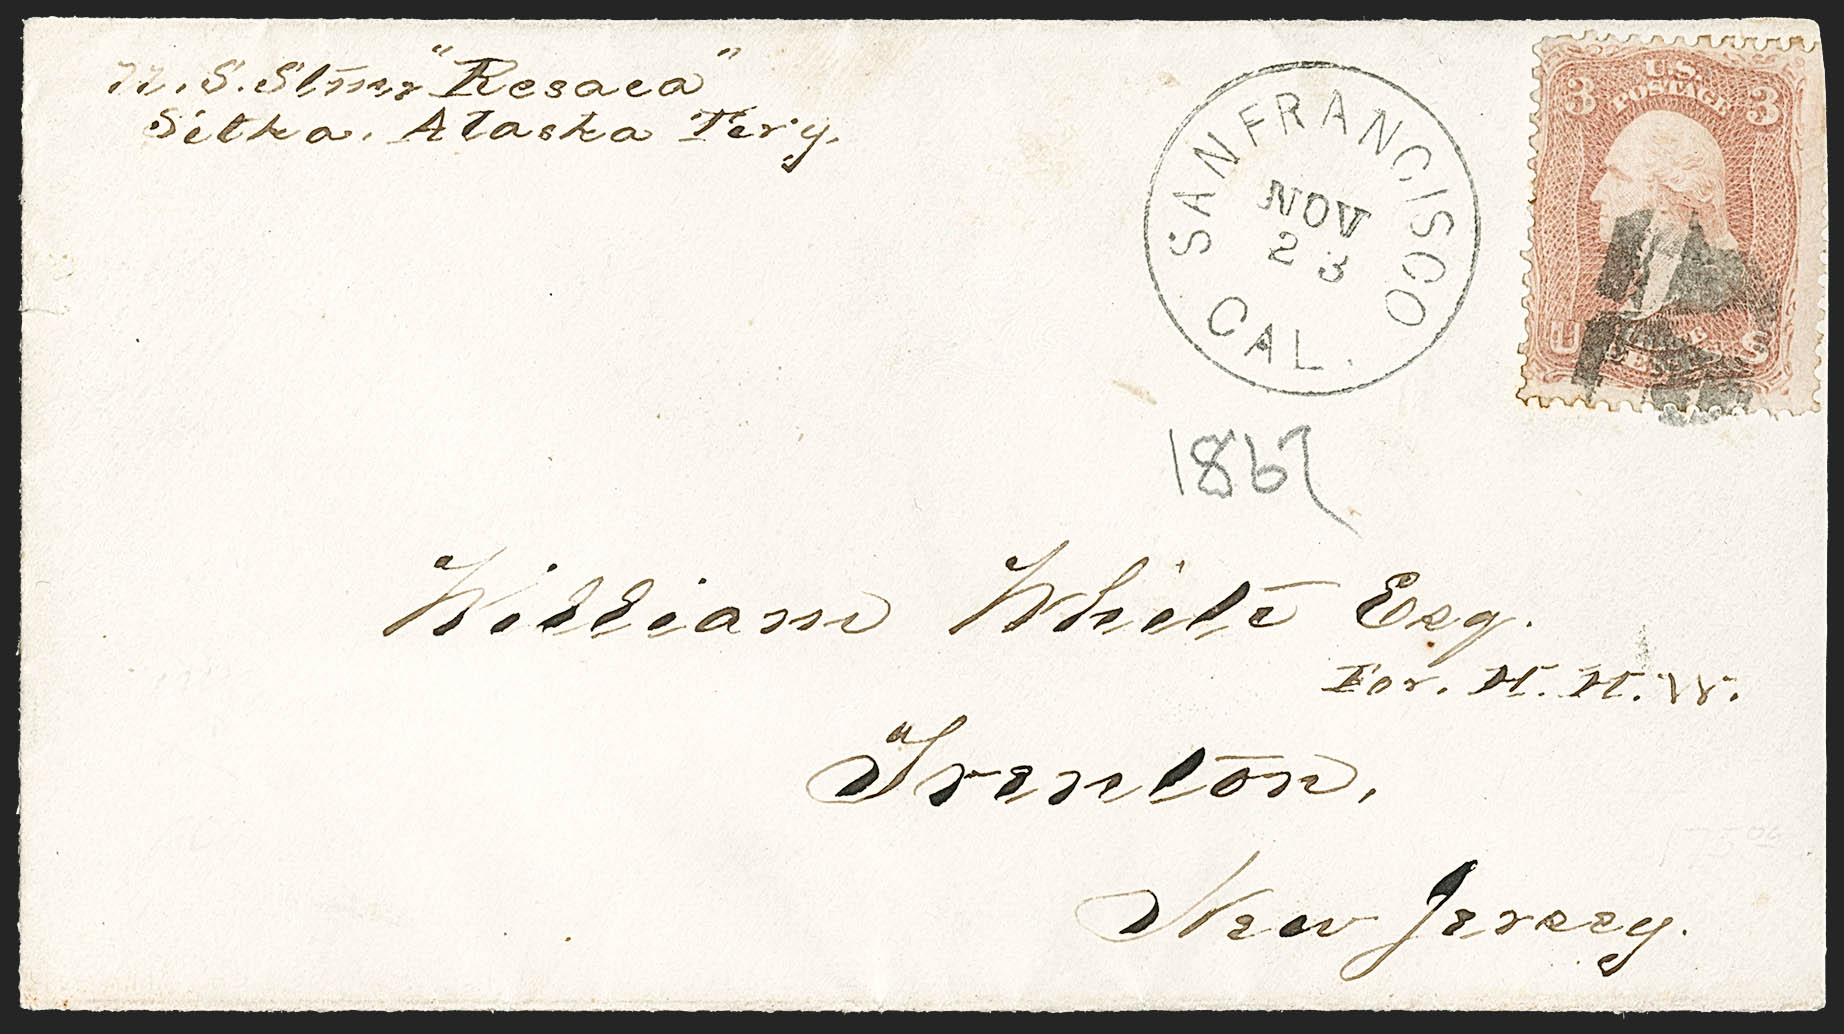 U.S. Stmr "Resaca"
Sitka. Alaska Tery.
SAN FRANCISCO
NOV
23
CAL.
U.S.
POSTAGE
3 3
U S
1867
William White Esq.
For. H. H. W.
Trenton,
New Jersey.